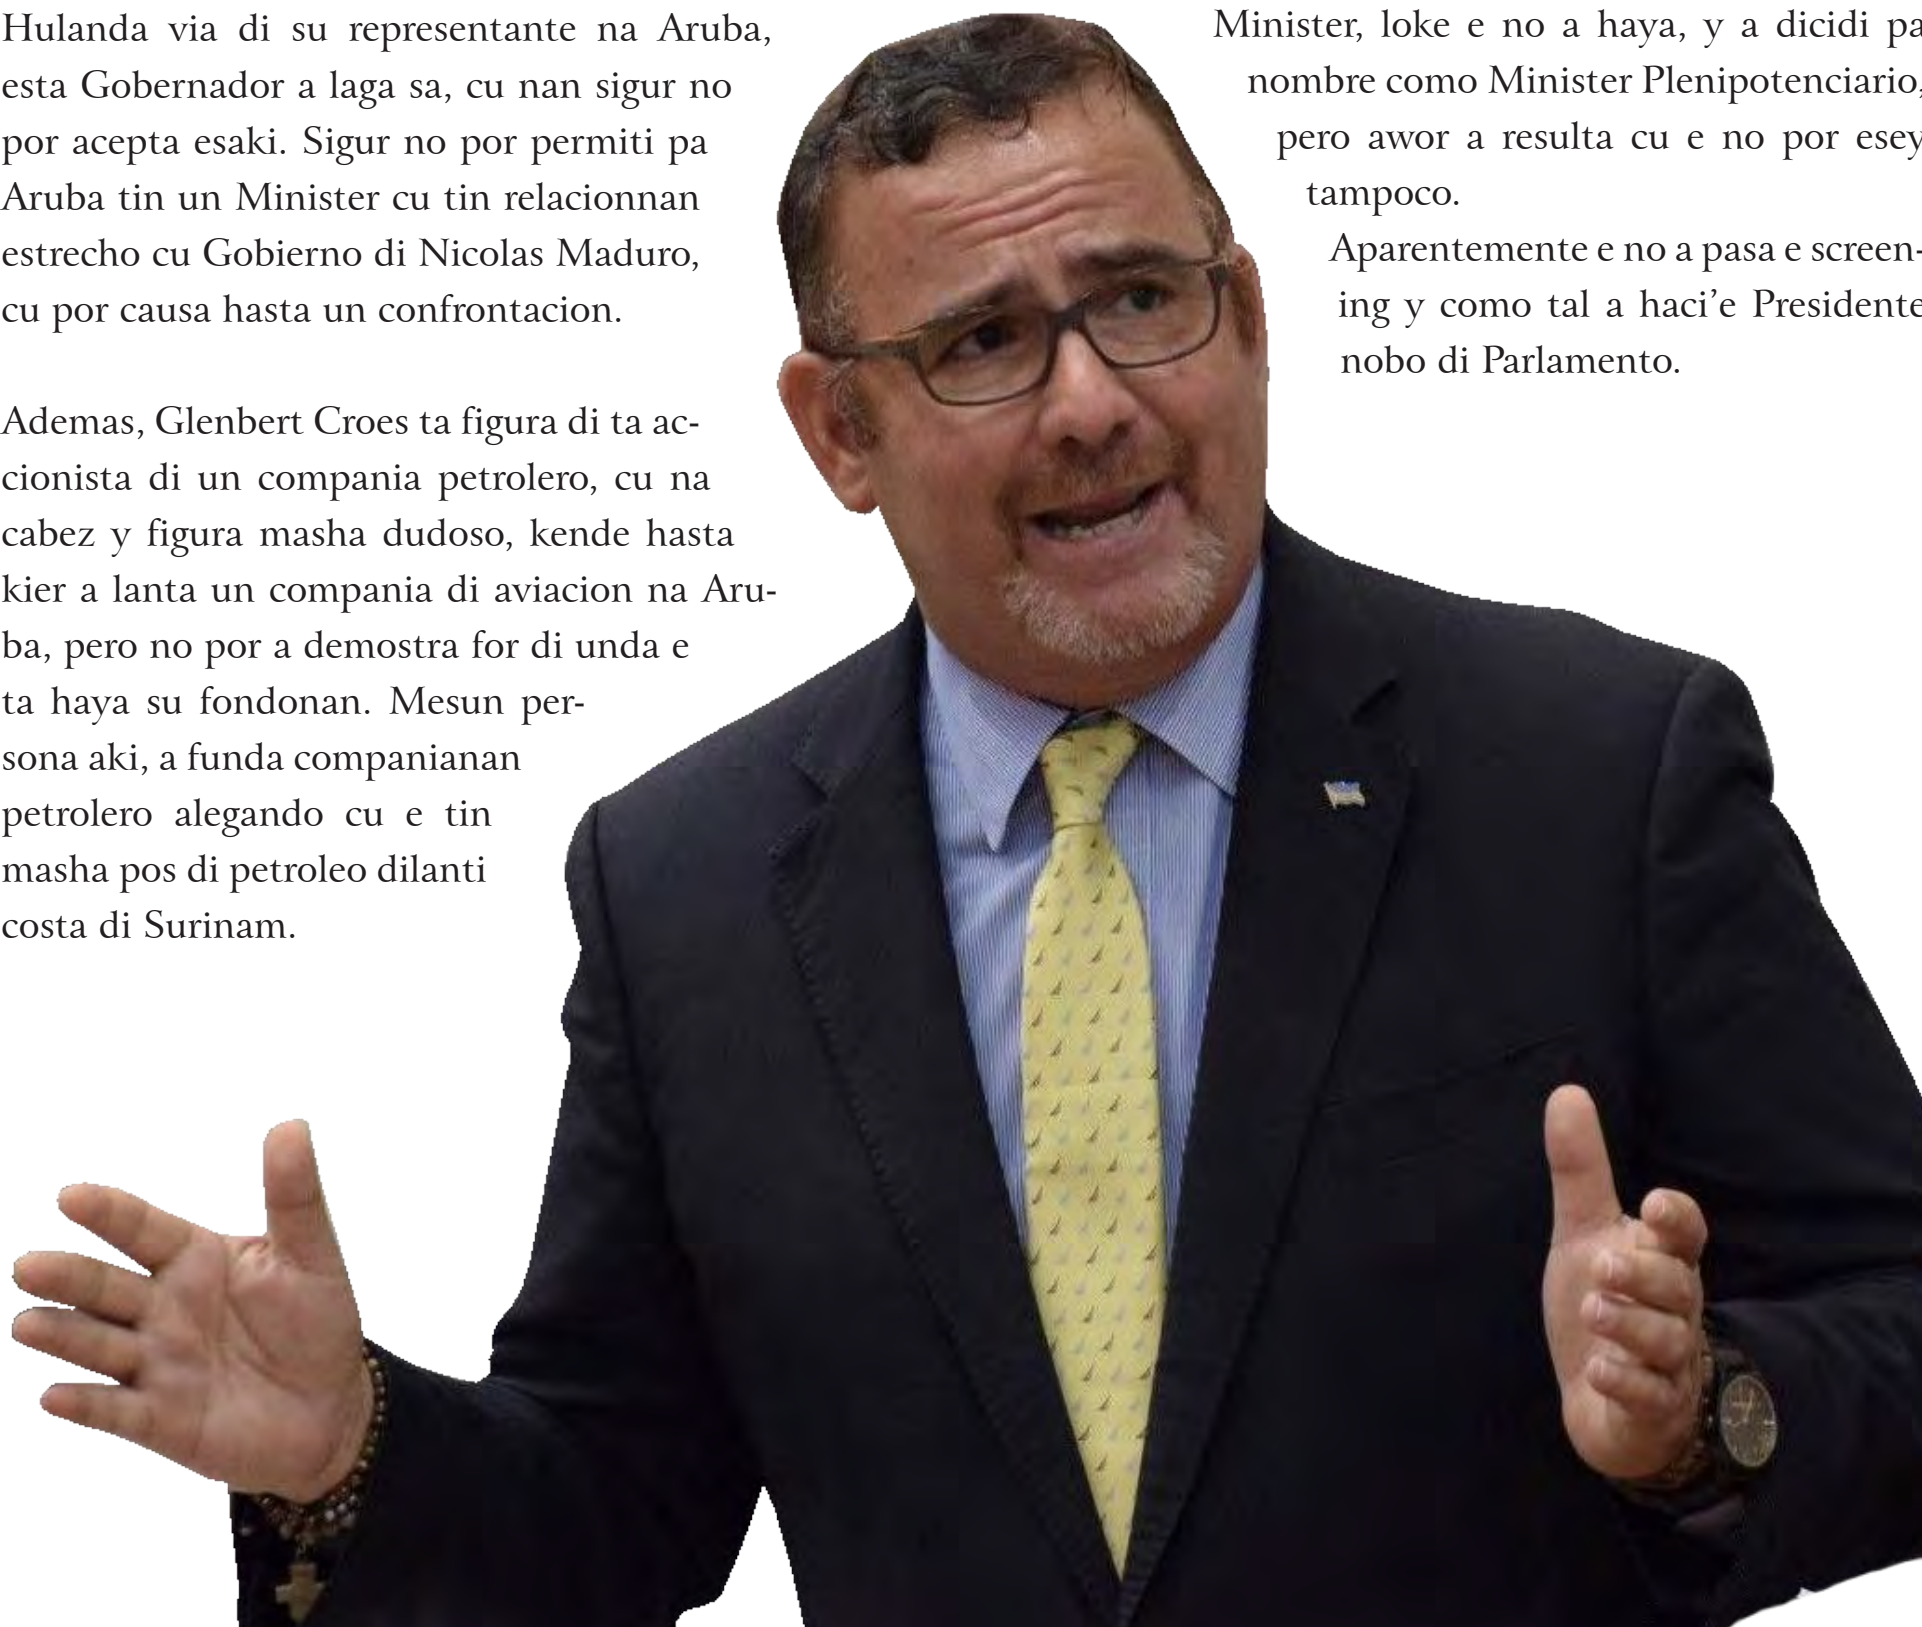 Hulanda via di su representante na Aruba,
esta Gobernador a laga sa, cu nan sigur no
por acepta esaki. Sigur no por permiti pa
Aruba tin un Minister cu tin relacionnan
estrecho cu Gobierno di Nicolas Maduro,
cu por causa hasta un confrontacion.
Ademas, Glenbert Croes ta figura di ta ac-
cionista di un compania petrolero, cu na
cabez y figura masha dudoso, kende hasta
kier a lanta un compania di aviacion na Aru-
ba, pero no por a demostra for di unda e
ta haya su fondonan. Mesun per-
sona aki, a funda companianan
petrolero alegando cu e tin
masha pos di petroleo dilanti
costa di Surinam.
Minister, loke e no a haya, y a dicidi pa
nombre como Minister Plenipotenciario,
pero awor a resulta cu e no por esey
tampoco.
Aparentemente e no a pasa e screen-
ing y como tal a haci’e Presidente
nobo di Parlamento.